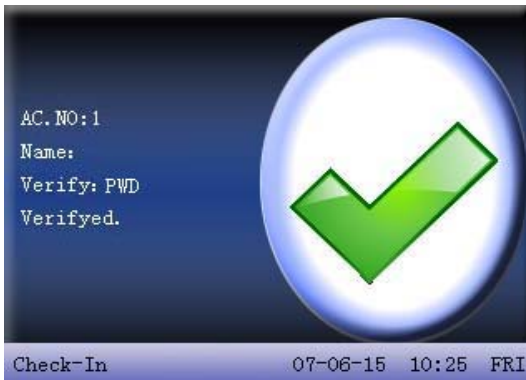 AC.NO:1
Name:
Verify:PWD
Verifyed.
Check-In 07-06-15 10:25 FRI